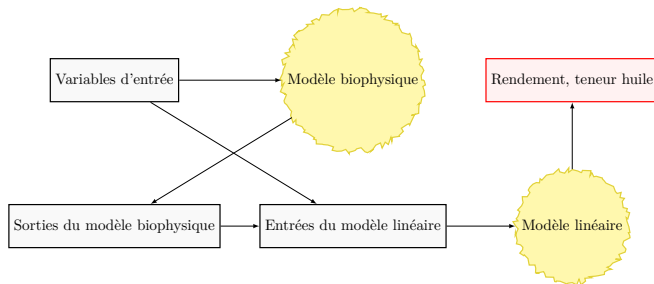 Variables d'entrée
Modèle biophysique
Rendement, teneur huile
Sorties du modèle biophysique
Entrées du modèle linéaire
Modèle linéaire